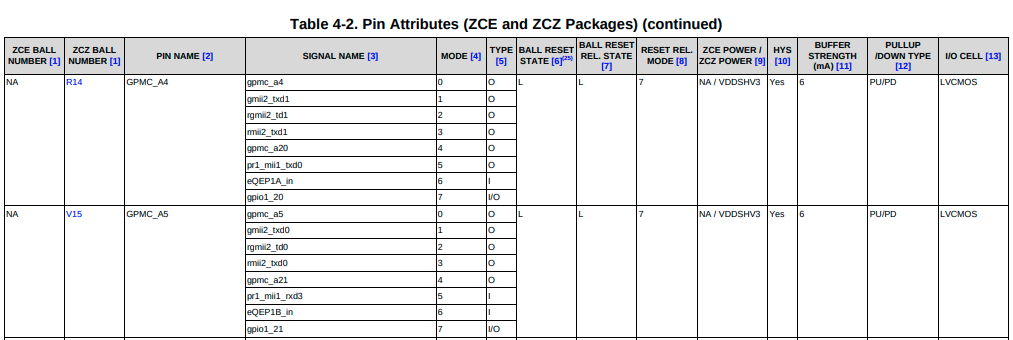 Table 4-2. Pin Attributes (ZCE and ZCZ Packages) (continued)
ZCE BALL NUMBER [1] ZCZ BALL NUMBER [1] PIN NAME [2] SIGNAL NAME [3] MODE [4] TYPE [5] BALL RESET STATE [6](25) BALL RESET REL. STATE [7] RESET REL. MODE [8] ZCE POWER / ZCZ POWER [9] HYS [10] BUFFER STRENGTH (mA) [11] PULLUP /DOWN TYPE [12] I/O CELL [13]
NA R14 GPMC_A4 gpmc_a4 0 O L L 7 NA / VDDSHV3 Yes 6 PU/PD LVCMOS
gmii2_txd1 1 O
rgmii2_td1 2 O
rmii2_txd1 3 O
gpmc_a20 4 O
pr1_mii1_txd0 5 O
eQEP1A_in 6 I
gpio1_20 7 I/O
NA V15 GPMC_A5 gpmc_a5 0 O L L 7 NA / VDDSHV3 Yes 6 PU/PD LVCMOS
gmii2_txd0 1 O
rgmii2_td0 2 O
rmii2_txd0 3 O
gpmc_a21 4 O
pr1_mii1_rxd3 5 I
eQEP1B_in 6 I
gpio1_21 7 I/O